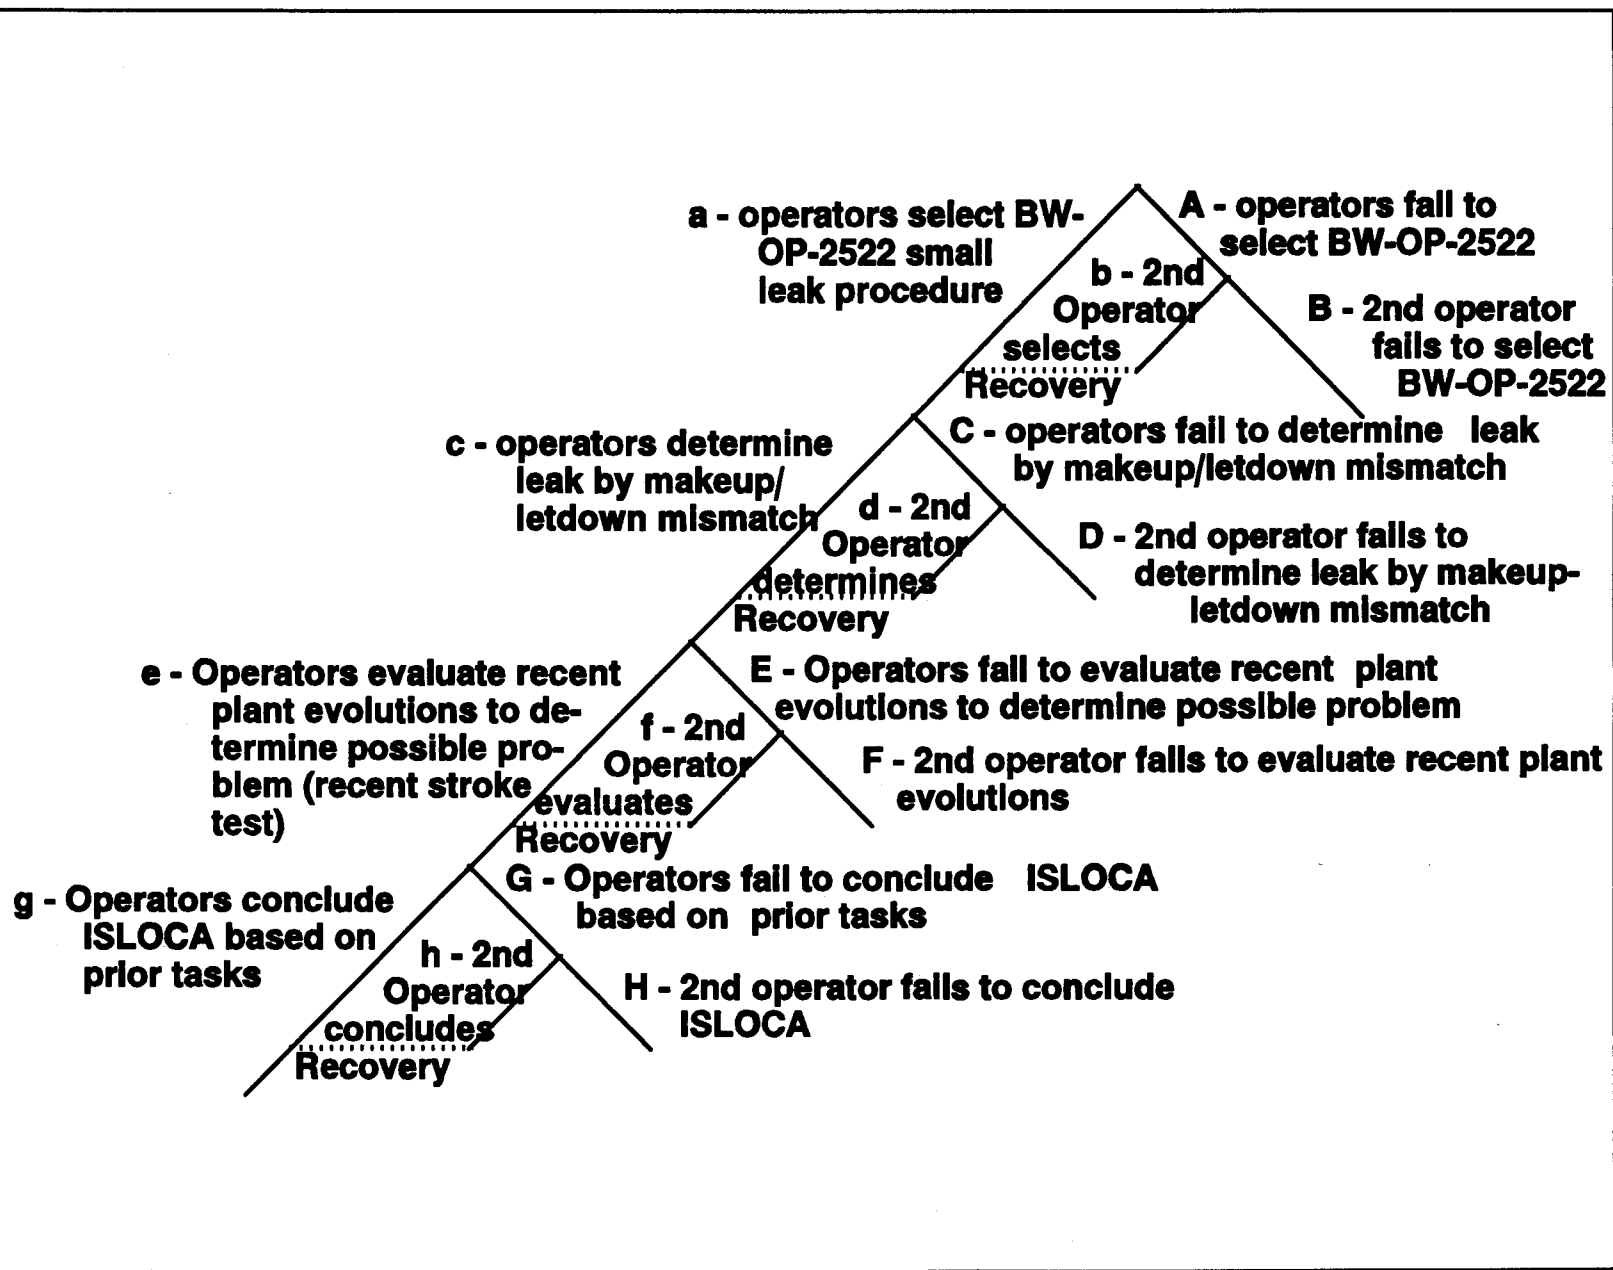 a - operators select BW-
OP-2522 small
leak procedure
A - operators fail to
select BW-OP-2522
b - 2nd
Operator
selects
Recovery
B - 2nd operator
fails to select
BW-OP-2522
c - operators determine
leak by makeup/
letdown mismatch
C - operators fail to determine leak
by makeup/letdown mismatch
d - 2nd
Operator
determines
Recovery
D - 2nd operator fails to
determine leak by makeup-
letdown mismatch
e - Operators evaluate recent
plant evolutions to de-
termine possible pro-
blem (recent stroke
test)
E - Operators fail to evaluate recent plant
evolutions to determine possible problem
f - 2nd
Operator
evaluates
Recovery
F - 2nd operator fails to evaluate recent plant
evolutions
g - Operators conclude
ISLOCA based on
prior tasks
G - Operators fail to conclude ISLOCA
based on prior tasks
h - 2nd
Operator
concludes
Recovery
H - 2nd operator fails to conclude
ISLOCA